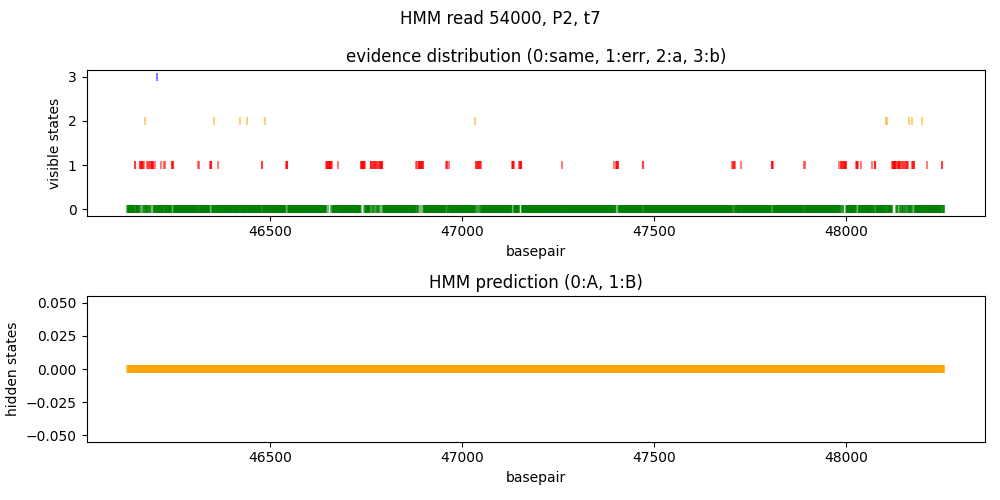 HMM read 54000, P2, t7
evidence distribution (0:same, 1:err, 2:a, 3:b)
visible states
3
2
1
0
46500 47000 47500 48000
basepair
HMM prediction (0:A, 1:B)
hidden states
0.050
0.025
0.000
−0.025
−0.050
46500 47000 47500 48000
basepair